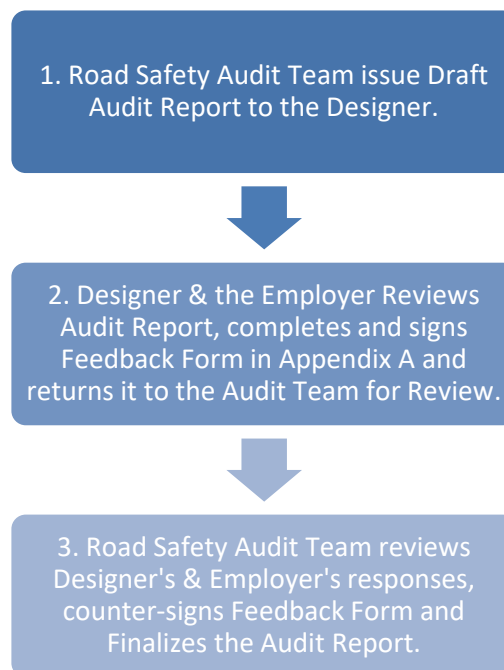 1. Road Safety Audit Team issue Draft
Audit Report to the Designer.
2. Designer & the Employer Reviews
Audit Report, completes and signs
Feedback Form in Appendix A and
returns it to the Audit Team for Review.
3. Road Safety Audit Team reviews
Designer's & Employer's responses,
counter-signs Feedback Form and
Finalizes the Audit Report.